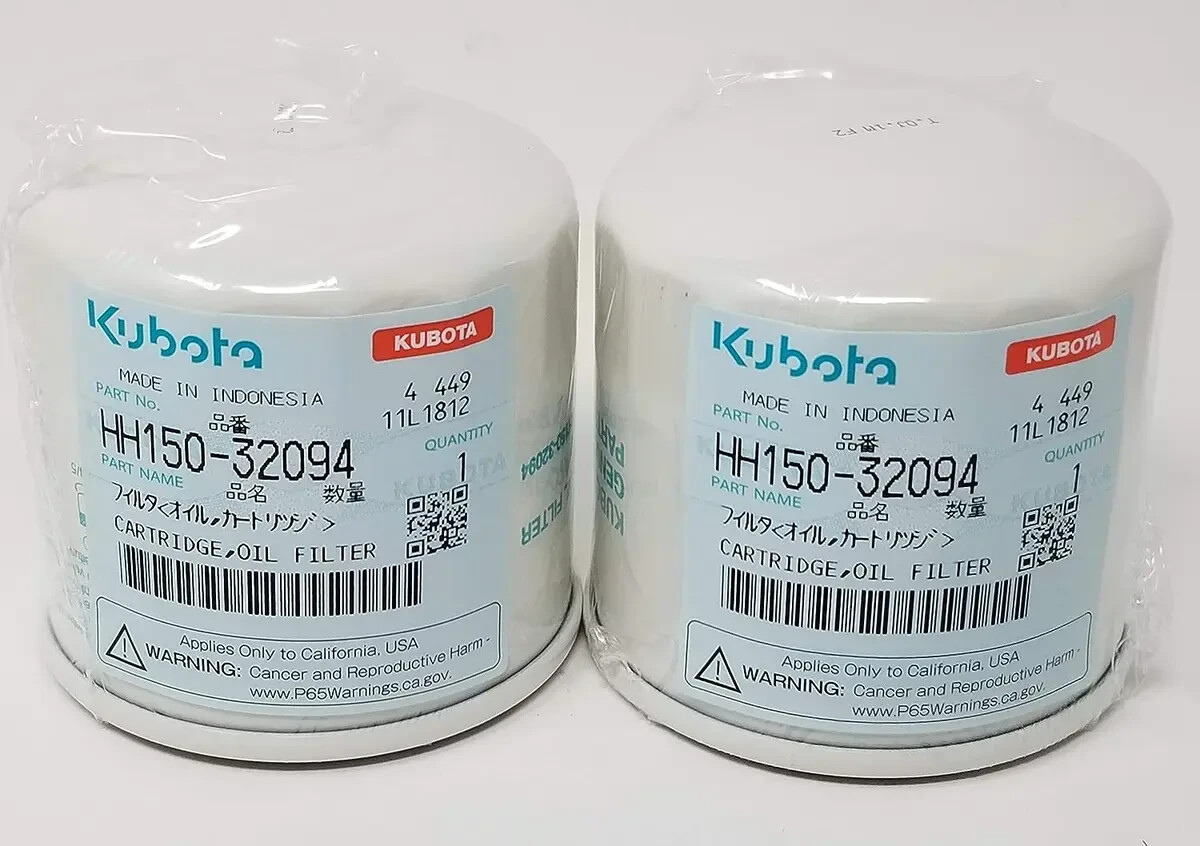 Kubota
KUBOTA
MADE IN INDONESIA
4 449
PART No.
品番
11L1812
HH150-32094
QUANTITY
1
PART NAME
品名
数量
フィルタ<オイル,カートリツジ>
CARTRIDGE,OIL FILTER
Applies Only to California, USA
WARNING: Cancer and Reproductive Harm -
www.P65Warnings.ca.gov.
T.OJ.1M F2
Kubota
KUBOTA
MADE IN INDONESIA
4 449
PART No.
品番
11L1812
HH150-32094
QUANTITY
1
PART NAME
品名
数量
フィルタ<オイル,カートリツジ>
CARTRIDGE,OIL FILTER
Applies Only to California, USA
WARNING: Cancer and Reproductive Harm -
www.P65Warnings.ca.gov.